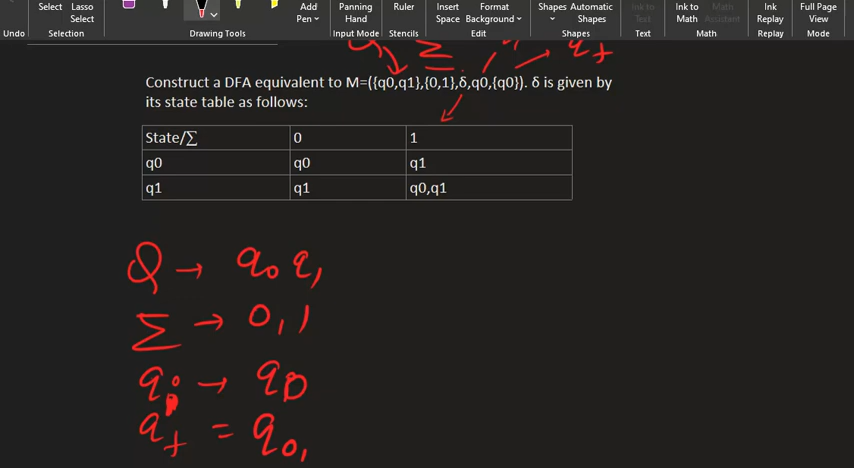 Undo Select Lasso Select Add Pen Panning Hand Ruler Insert Space Format Background Shapes Automatic Shapes Ink to Text Ink to Math Math Assistant Ink Replay Full Page View
Selection Drawing Tools Input Mode Stencils Edit Shapes Text Math Replay Mode
Σ qf
Construct a DFA equivalent to M=({q0,q1},{0,1},δ,q0,{q0}). δ is given by
its state table as follows:
State/∑ 0 1
q0 q0 q1
q1 q1 q0,q1
Q → q0 q1
Σ → 0, 1
qi → q0
qf = q0,